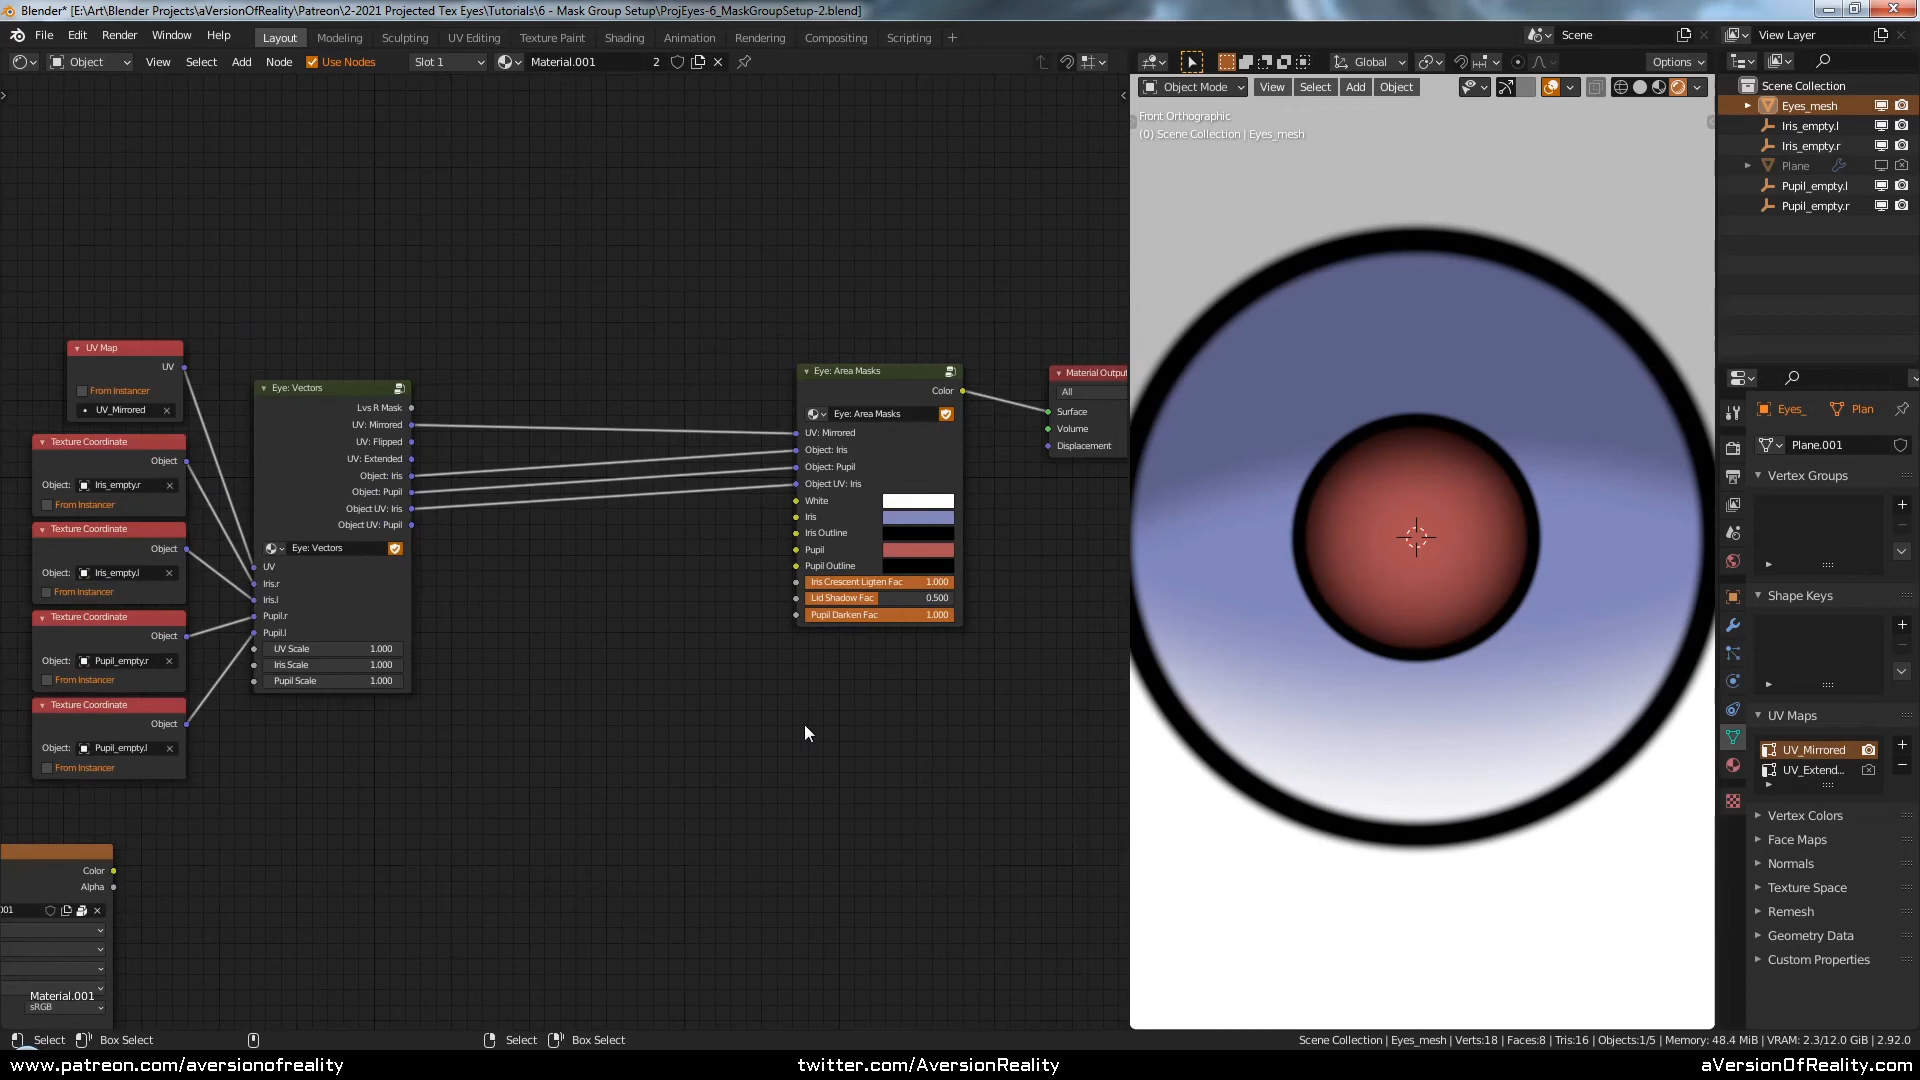 Blender* [E:\Art\Blender Projects\aVersionOfReality\Patreon\2-2021 Projected Tex Eyes\Tutorials\6 - Mask Group Setup\ProjEyes-6_MaskGroupSetup-2.blend]
File Edit Render Window Help Layout Modeling Sculpting UV Editing Texture Paint Shading Animation Rendering Compositing Scripting + Scene View Layer
Object View Select Add Node Use Nodes Slot 1 Material.001 2 Global Options
Object Mode View Select Add Object
Front Orthographic
(0) Scene Collection | Eyes_mesh
Scene Collection
Eyes_mesh
Iris_empty.l
Iris_empty.r
Plane
Pupil_empty.l
Pupil_empty.r
UV Map
UV
From Instancer
UV_Mirrored
Texture Coordinate
Object
Object: Iris_empty.r
From Instancer
Texture Coordinate
Object
Object: Iris_empty.l
From Instancer
Texture Coordinate
Object
Object: Pupil_empty.r
From Instancer
Texture Coordinate
Object
Object: Pupil_empty.l
From Instancer
Eye: Vectors
Lvs R Mask
UV: Mirrored
UV: Flipped
UV: Extended
Object: Iris
Object: Pupil
Object UV: Iris
Object UV: Pupil
Eye: Vectors
UV
Iris.r
Iris.l
Pupil.r
Pupil.l
UV Scale 1.000
Iris Scale 1.000
Pupil Scale 1.000
Eye: Area Masks
Color
Eye: Area Masks
UV: Mirrored
Object: Iris
Object: Pupil
Object UV: Iris
White
Iris
Iris Outline
Pupil
Pupil Outline
Iris Crescent Ligten Fac 1.000
Lid Shadow Fac 0.500
Pupil Darken Fac 1.000
Material Output
All
Surface
Volume
Displacement
Color
Alpha
001
Material.001
sRGB
Eyes_ Plan
Plane.001
Vertex Groups
Shape Keys
UV Maps
UV_Mirrored
UV_Extend...
Vertex Colors
Face Maps
Normals
Texture Space
Remesh
Geometry Data
Custom Properties
Select Box Select Select Box Select Scene Collection | Eyes_mesh | Verts:18 | Faces:8 | Tris:16 | Objects:1/5 | Memory: 48.4 MiB | VRAM: 2.3/12.0 GiB | 2.92.0
www.patreon.com/aversionofreality twitter.com/AversionReality aVersionOfReality.com